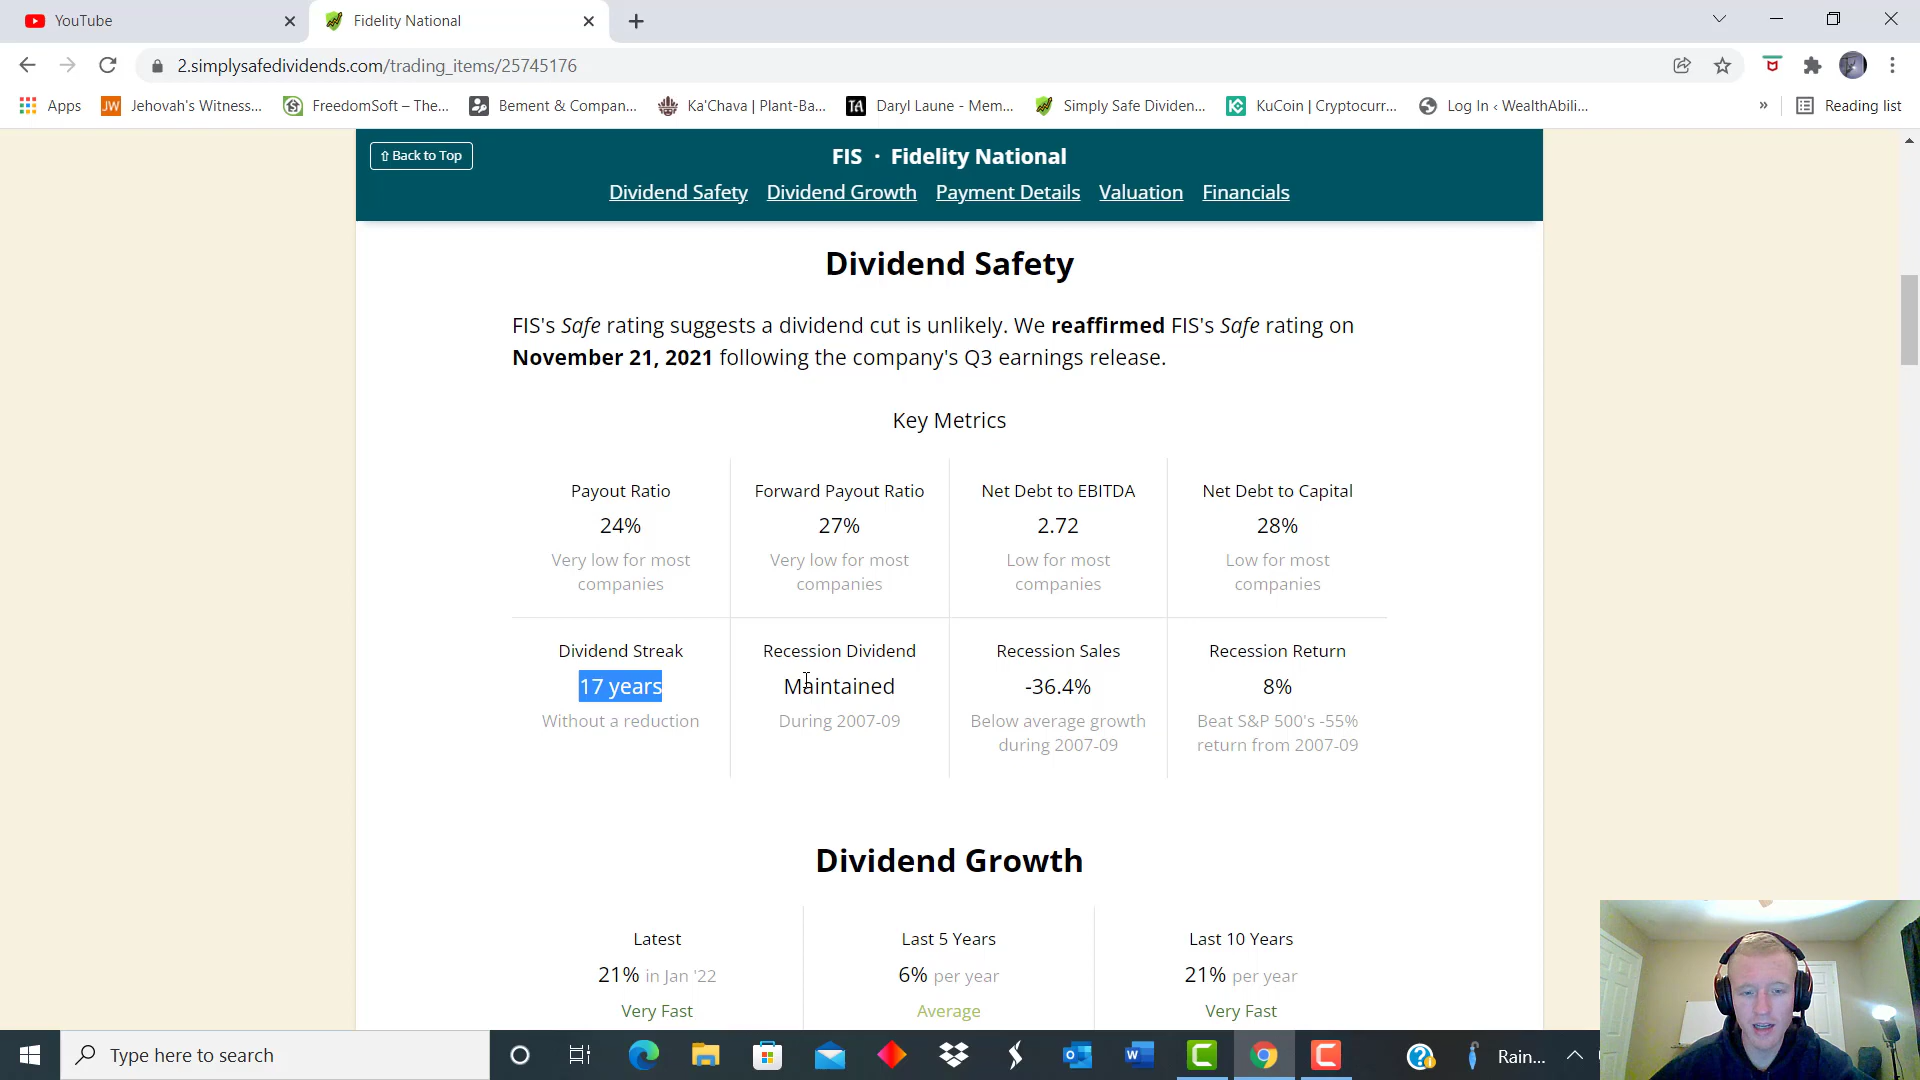 YouTube
Fidelity National
2.simplysafedividends.com/trading_items/25745176
Apps
JW Jehovah's Witness...
FreedomSoft – The...
Bement & Compan...
Ka'Chava | Plant-Ba...
TA Daryl Laune - Mem...
Simply Safe Dividen...
KuCoin | Cryptocurr...
Log In ‹ WealthAbili...
»
Reading list
⇧ Back to Top
FIS · Fidelity National
Dividend Safety Dividend Growth Payment Details Valuation Financials
Dividend Safety
FIS's Safe rating suggests a dividend cut is unlikely. We reaffirmed FIS's Safe rating on
November 21, 2021 following the company's Q3 earnings release.
Key Metrics
Payout Ratio
24%
Very low for most
companies
Forward Payout Ratio
27%
Very low for most
companies
Net Debt to EBITDA
2.72
Low for most
companies
Net Debt to Capital
28%
Low for most
companies
Dividend Streak
17 years
Without a reduction
Recession Dividend
Maintained
During 2007-09
Recession Sales
-36.4%
Below average growth
during 2007-09
Recession Return
8%
Beat S&P 500's -55%
return from 2007-09
Dividend Growth
Latest
21% in Jan '22
Very Fast
Last 5 Years
6% per year
Average
Last 10 Years
21% per year
Very Fast
Type here to search
Rain...